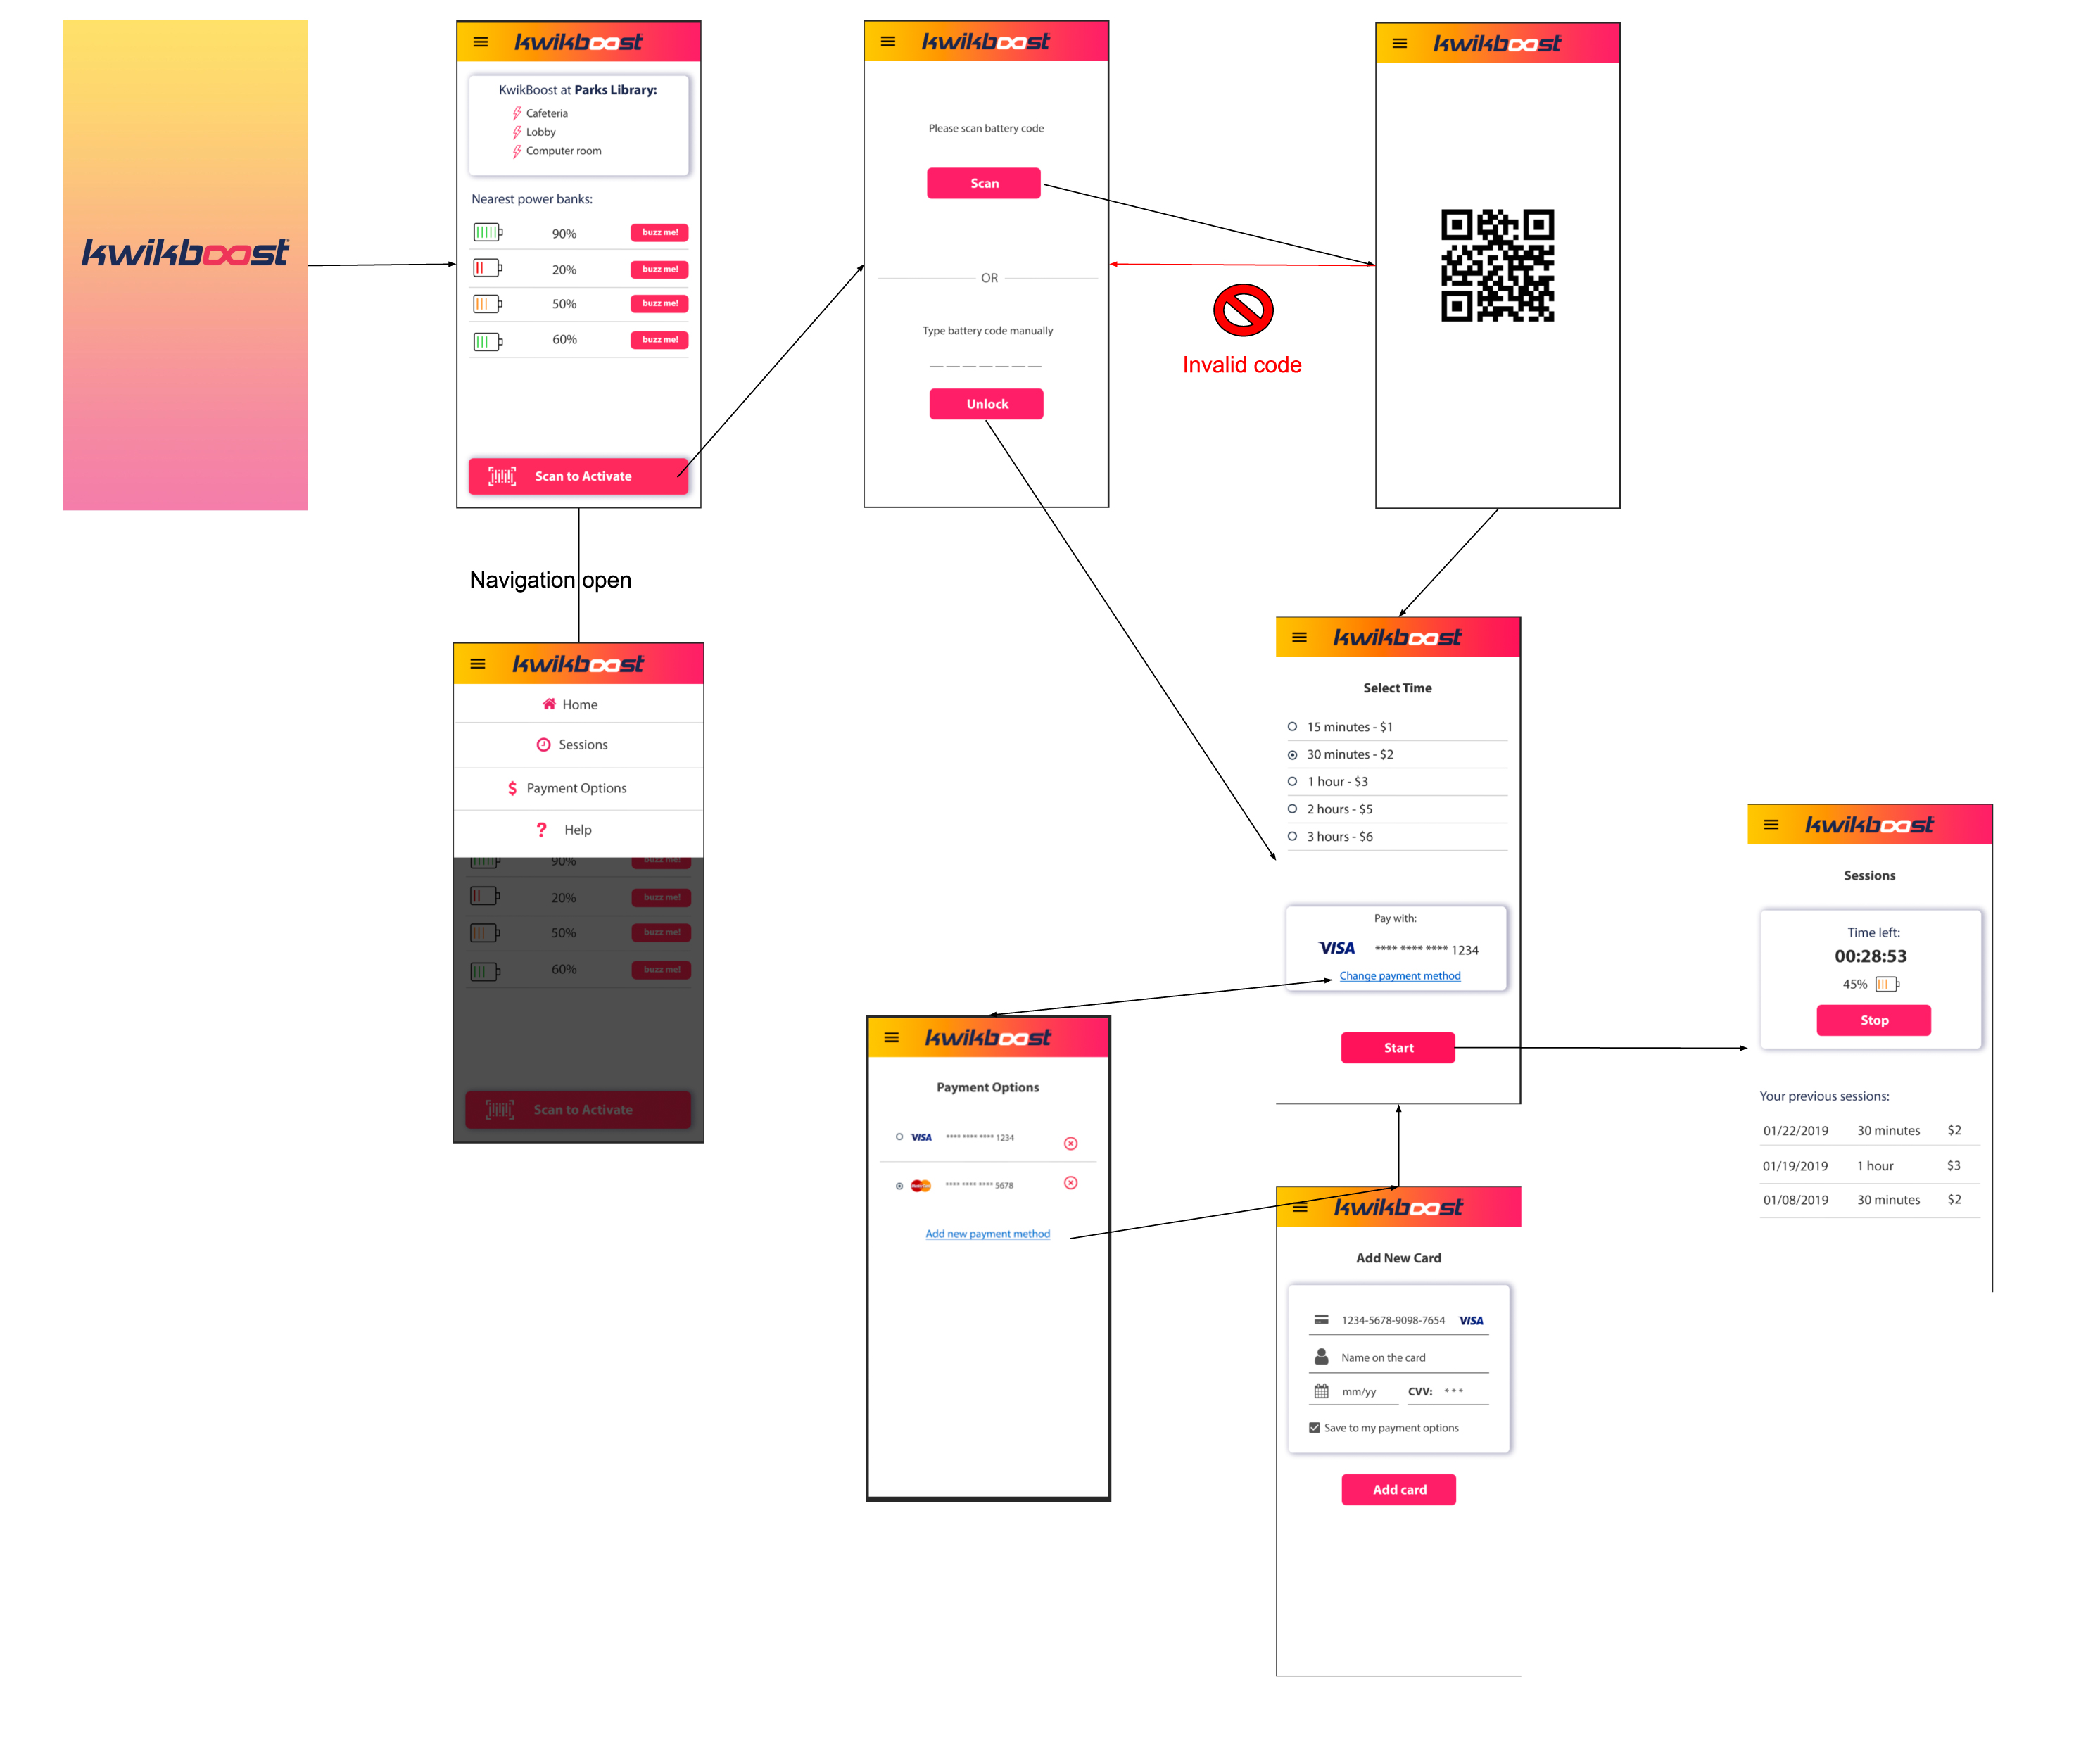 kwikboost
kwikboost
KwikBoost at Parks Library:
Cafeteria
Lobby
Computer room
Nearest power banks:
90% buzz me!
20% buzz me!
50% buzz me!
60% buzz me!
Scan to Activate
kwikboost
Please scan battery code
Scan
OR
Type battery code manually
Unlock
Invalid code
kwikboost
Navigation open
kwikboost
Home
Sessions
$ Payment Options
? Help
90% buzz me!
20% buzz me!
50% buzz me!
60% buzz me!
Scan to Activate
kwikboost
Select Time
15 minutes - $1
30 minutes - $2
1 hour - $3
2 hours - $5
3 hours - $6
Pay with:
VISA **** **** **** 1234
Change payment method
Start
kwikboost
Payment Options
VISA **** **** **** 1234
**** **** **** 5678
Add new payment method
kwikboost
Add New Card
1234-5678-9098-7654 VISA
Name on the card
mm/yy CVV: * * *
Save to my payment options
Add card
kwikboost
Sessions
Time left:
00:28:53
45%
Stop
Your previous sessions:
01/22/2019 30 minutes $2
01/19/2019 1 hour $3
01/08/2019 30 minutes $2